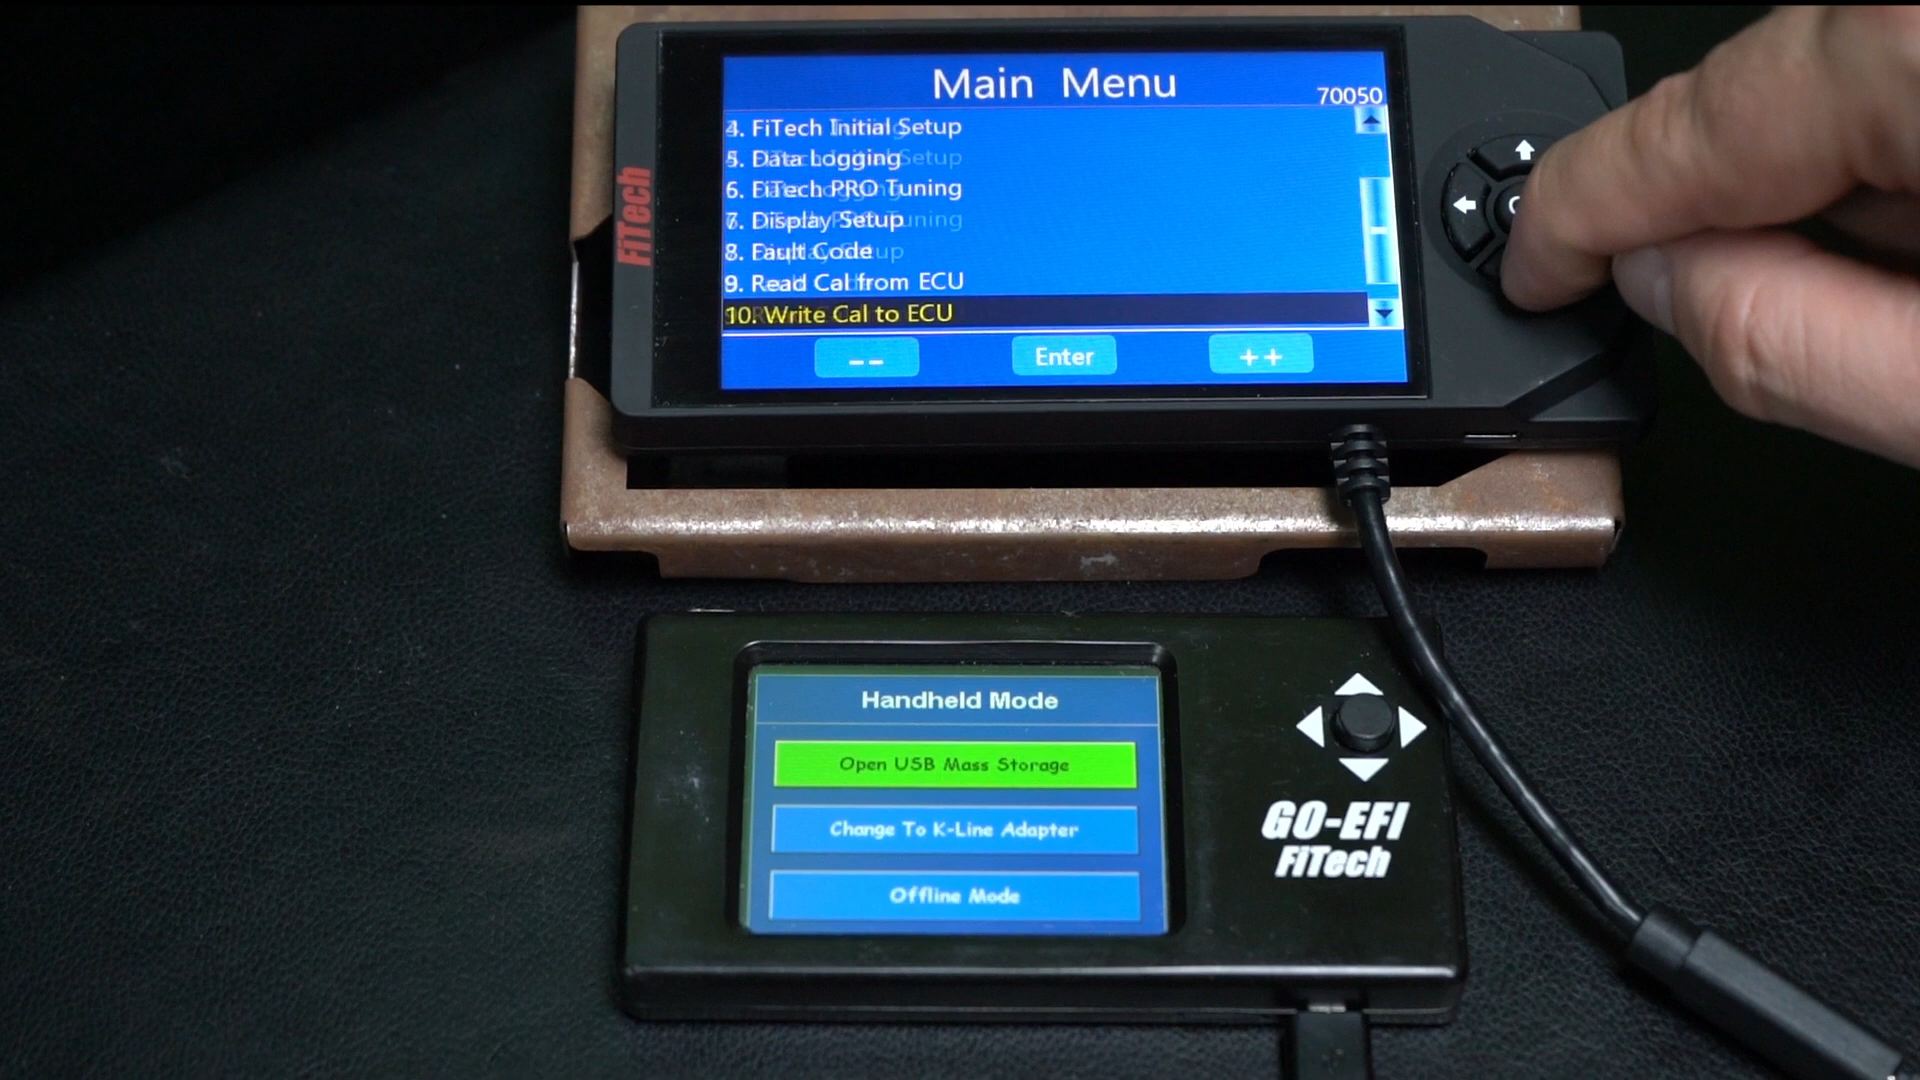 Main Menu
70050
4. FiTech Initial Setup
5. Data Logging
6. FiTech PRO Tuning
7. Display Setup
8. Fault Code
9. Read Cal from ECU
10. Write Cal to ECU
-- Enter ++
FiTech
Handheld Mode
Open USB Mass Storage
Change To K-Line Adapter
Offline Mode
GO-EFI
FiTech